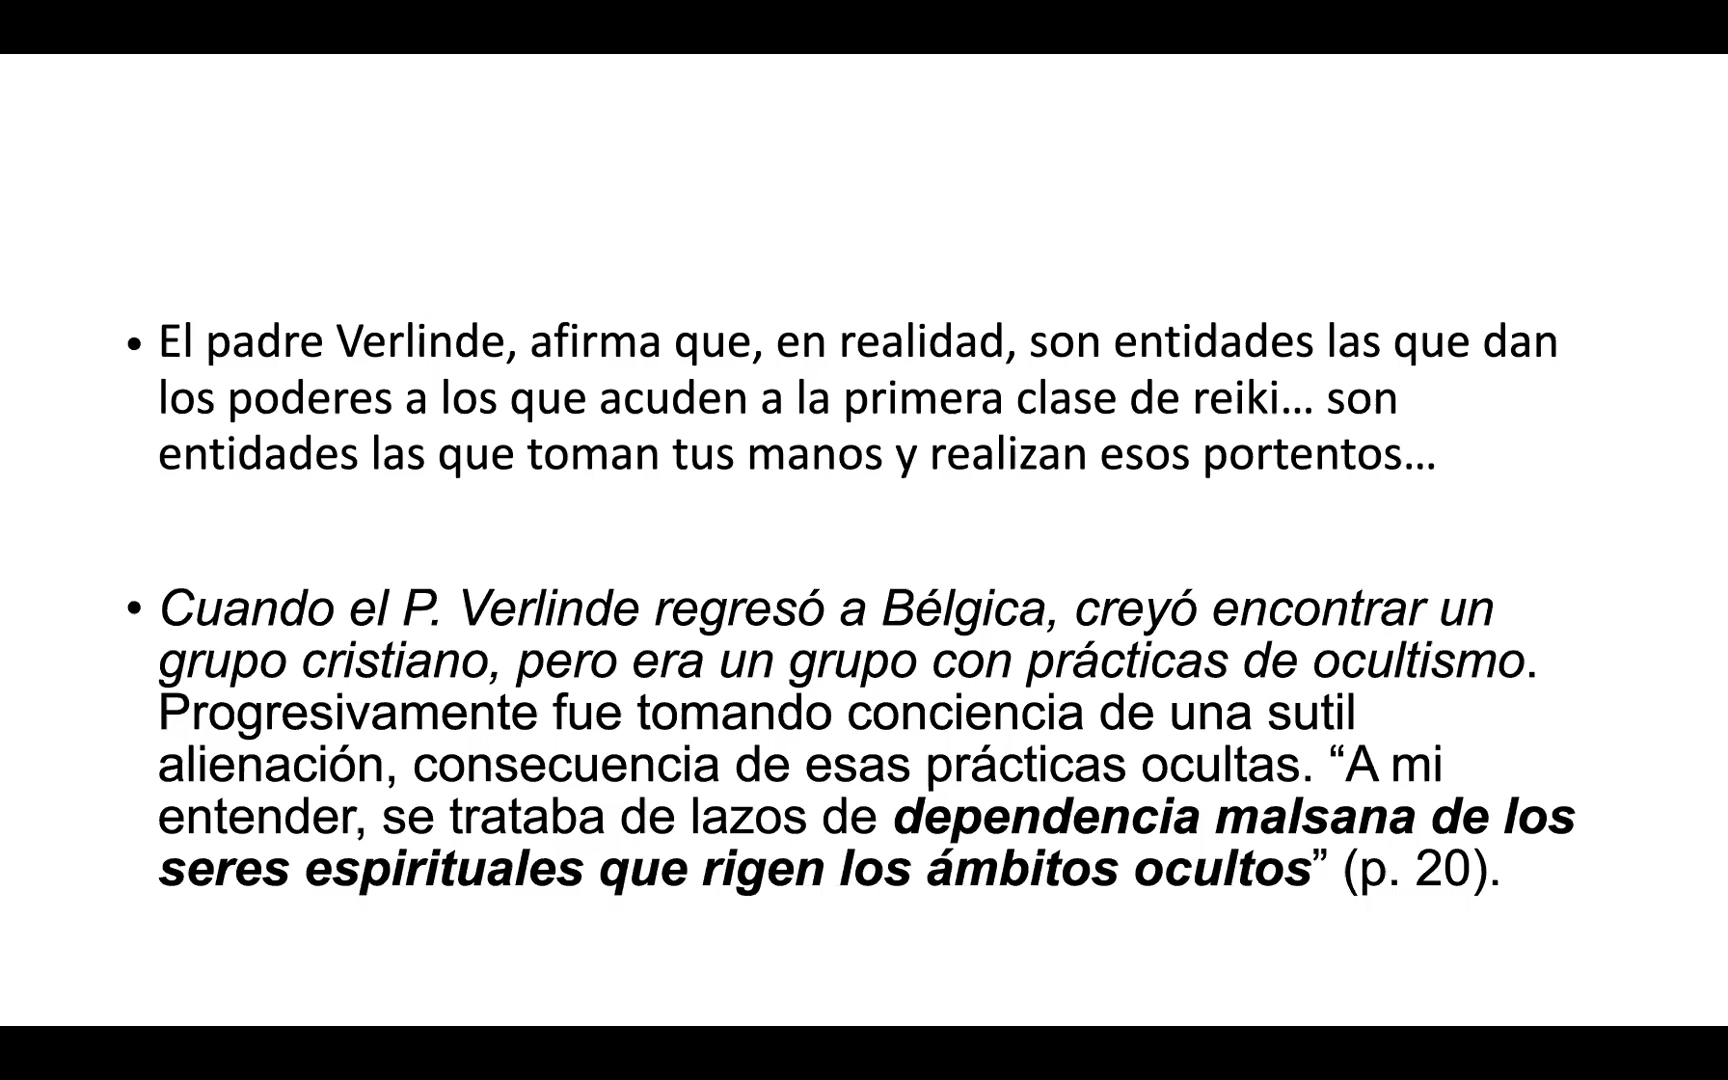 • El padre Verlinde, afirma que, en realidad, son entidades las que dan
los poderes a los que acuden a la primera clase de reiki… son
entidades las que toman tus manos y realizan esos portentos…
• Cuando el P. Verlinde regresó a Bélgica, creyó encontrar un
grupo cristiano, pero era un grupo con prácticas de ocultismo.
Progresivamente fue tomando conciencia de una sutil
alienación, consecuencia de esas prácticas ocultas. “A mi
entender, se trataba de lazos de dependencia malsana de los
seres espirituales que rigen los ámbitos ocultos” (p. 20).